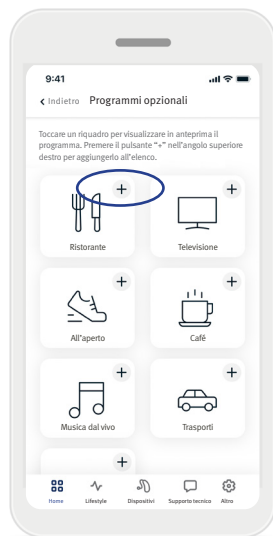 9:41
Indietro Programmi opzionali
Toccare un riquadro per visualizzare in anteprima il
programma. Premere il pulsante “+” nell’angolo superiore
destro per aggiungerlo all’elenco.
+ +
Ristorante Televisione
+ +
All’aperto Café
+ +
Musica dal vivo Trasporti
+
Home Lifestyle Dispositivi Supporto tecnico Altro